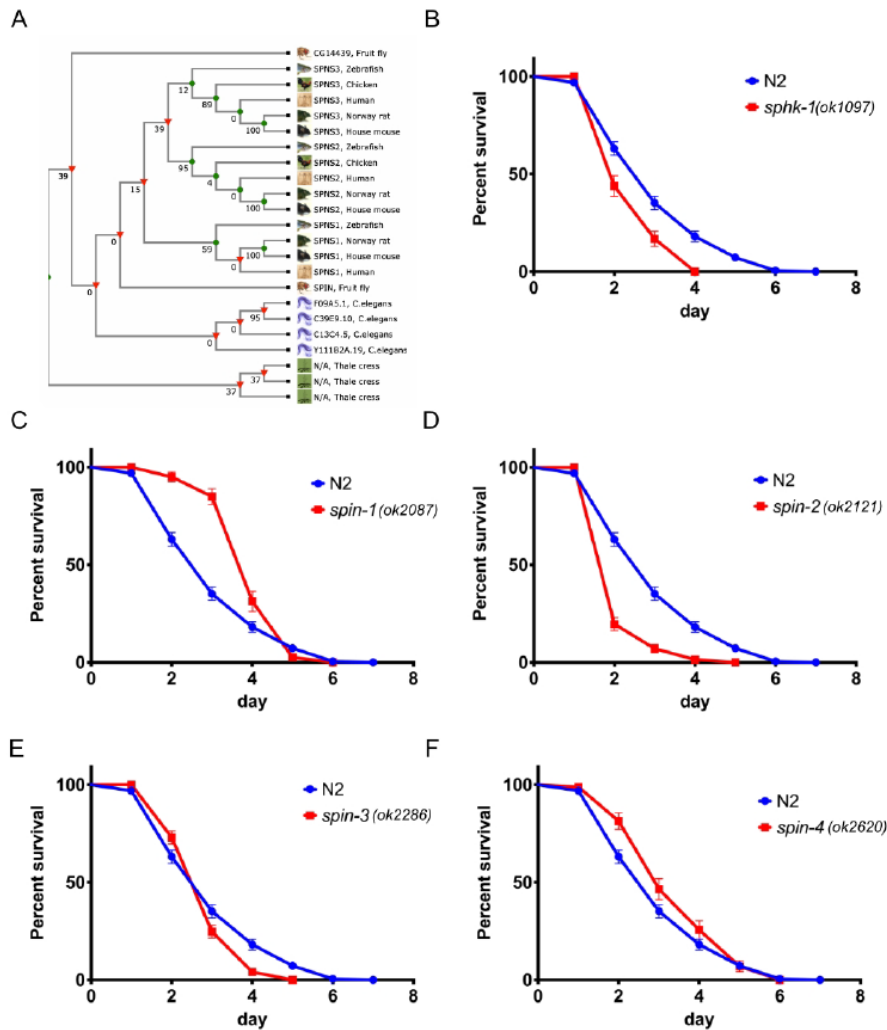 A
CG14439, Fruit fly
SPNS3, Zebrafish
12
SPNS3, Chicken
89
SPNS3, Human
0
SPNS3, Norway rat
100
SPNS3, House mouse
39
SPNS2, Zebrafish
95
SPNS2, Chicken
4
SPNS2, Human
39
0
SPNS2, Norway rat
15
100
SPNS2, House mouse
SPNS1, Zebrafish
59
SPNS1, Norway rat
100
SPNS1, House mouse
0
0
SPNS1, Human
SPIN, Fruit fly
0
F09A5.1, C.elegans
95
C39E9.10, C.elegans
0
C13C4.5, C.elegans
0
Y111B2A.19, C.elegans
N/A, Thale cress
37
N/A, Thale cress
37
N/A, Thale cress
B
Percent survival
100
50
0
0 2 4 6 8
day
N2
sphk-1(ok1097)
C
Percent survival
100
50
0
0 2 4 6 8
day
N2
spin-1(ok2087)
D
Percent survival
100
50
0
0 2 4 6 8
day
N2
spin-2(ok2121)
E
Percent survival
100
50
0
0 2 4 6 8
day
N2
spin-3(ok2286)
F
Percent survival
100
50
0
0 2 4 6 8
day
N2
spin-4(ok2620)